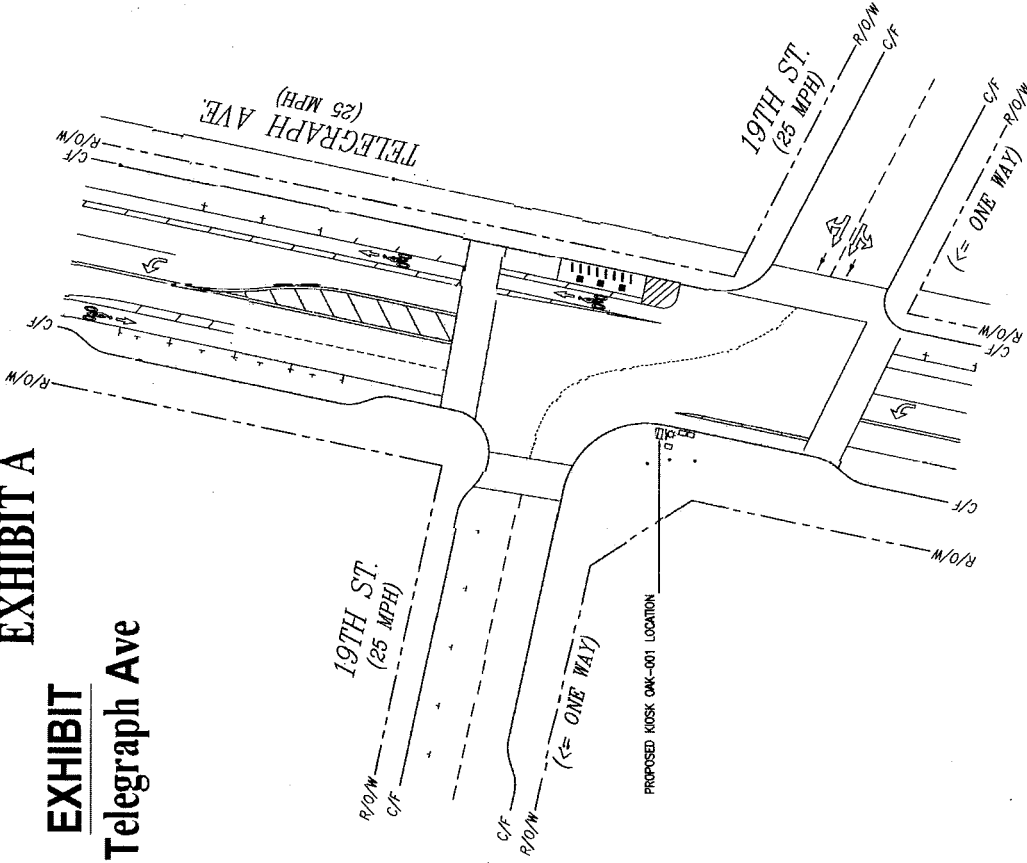 EXHIBIT A
EXHIBIT
Telegraph Ave
TELEGRAPH AVE.
(25 MPH)
R/O/W
C/F
C/F
R/O/W
19TH ST.
(25 MPH)
R/O/W
C/F
C/F
R/O/W
(<= ONE WAY)
R/O/W
C/F
19TH ST.
(25 MPH)
R/O/W
C/F
(<= ONE WAY)
C/F
R/O/W
C/F
R/O/W
PROPOSED KIOSK OAK-001 LOCATION